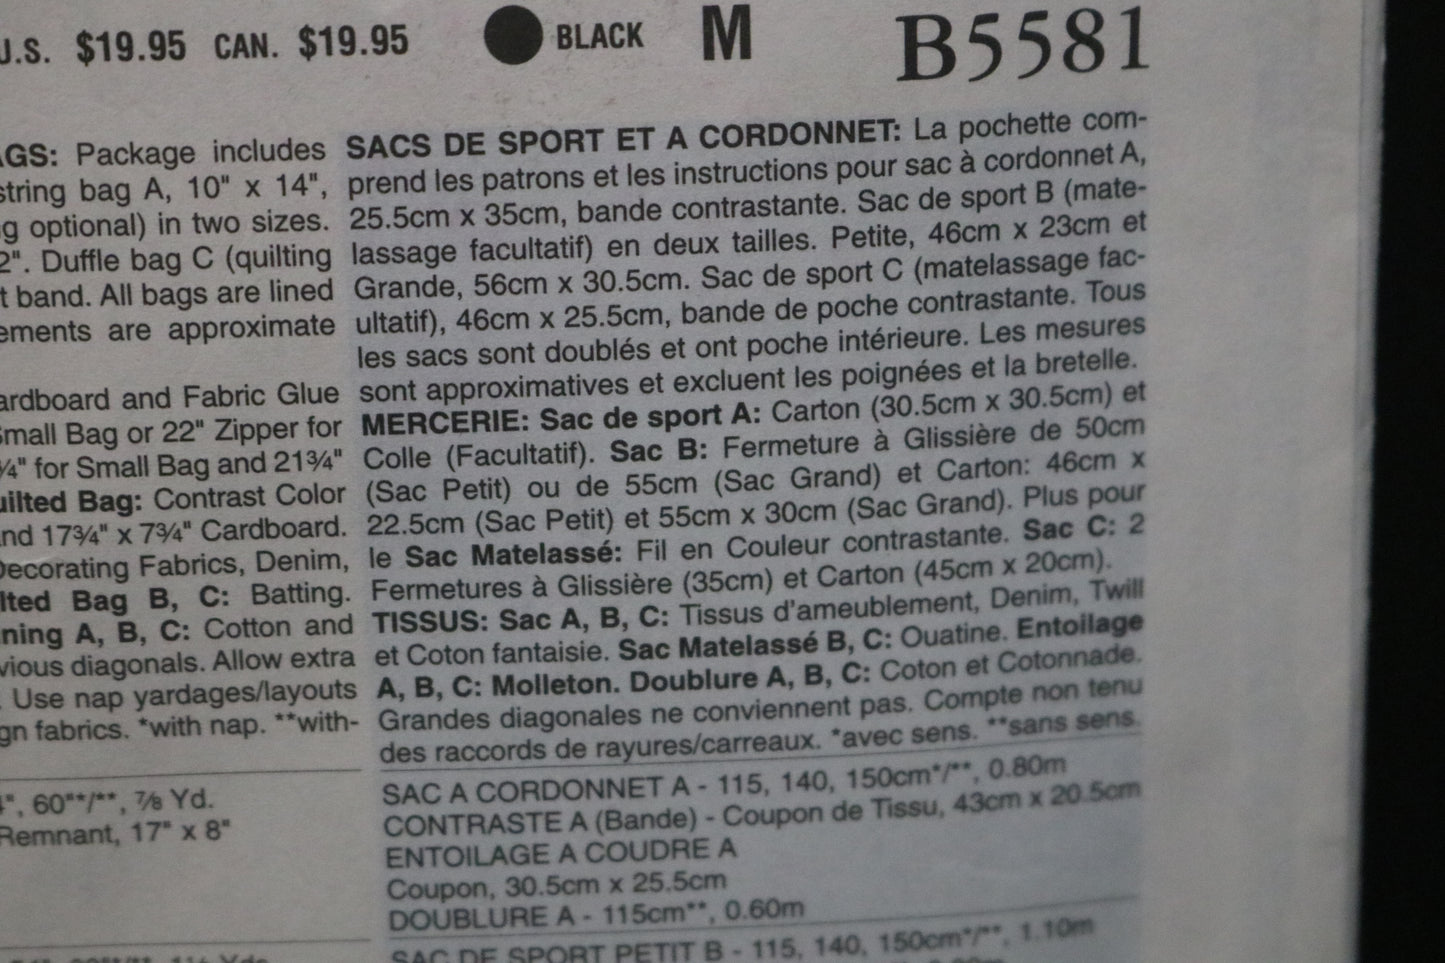 U.S. $19.95 CAN. $19.95 BLACK M B5581
GS: Package includes
string bag A, 10" x 14",
g optional) in two sizes.
2". Duffle bag C (quilting
t band. All bags are lined
ements are approximate
ardboard and Fabric Glue
Small Bag or 22" Zipper for
¼" for Small Bag and 21¾"
uilted Bag: Contrast Color
nd 17¾" x 7¾" Cardboard.
Decorating Fabrics, Denim,
lted Bag B, C: Batting.
ning A, B, C: Cotton and
vious diagonals. Allow extra
. Use nap yardages/layouts
gn fabrics. *with nap. **with-
", 60"*/**, ⅞ Yd.
Remnant, 17" x 8"
SACS DE SPORT ET A CORDONNET: La pochette com-
prend les patrons et les instructions pour sac à cordonnet A,
25.5cm x 35cm, bande contrastante. Sac de sport B (mate-
lassage facultatif) en deux tailles. Petite, 46cm x 23cm et
Grande, 56cm x 30.5cm. Sac de sport C (matelassage fac-
ultatif), 46cm x 25.5cm, bande de poche contrastante. Tous
les sacs sont doublés et ont poche intérieure. Les mesures
sont approximatives et excluent les poignées et la bretelle.
MERCERIE: Sac de sport A: Carton (30.5cm x 30.5cm) et
Colle (Facultatif). Sac B: Fermeture à Glissière de 50cm
(Sac Petit) ou de 55cm (Sac Grand) et Carton: 46cm x
22.5cm (Sac Petit) et 55cm x 30cm (Sac Grand). Plus pour
le Sac Matelassé: Fil en Couleur contrastante. Sac C: 2
Fermetures à Glissière (35cm) et Carton (45cm x 20cm).
TISSUS: Sac A, B, C: Tissus d'ameublement, Denim, Twill
et Coton fantaisie. Sac Matelassé B, C: Ouatine. Entoilage
A, B, C: Molleton. Doublure A, B, C: Coton et Cotonnade.
Grandes diagonales ne conviennent pas. Compte non tenu
des raccords de rayures/carreaux. *avec sens. **sans sens.
SAC A CORDONNET A - 115, 140, 150cm*/**, 0.80m
CONTRASTE A (Bande) - Coupon de Tissu, 43cm x 20.5cm
ENTOILAGE A COUDRE A
Coupon, 30.5cm x 25.5cm
DOUBLURE A - 115cm**, 0.60m
SAC DE SPORT PETIT B - 115, 140, 150cm*/**, 1.10m